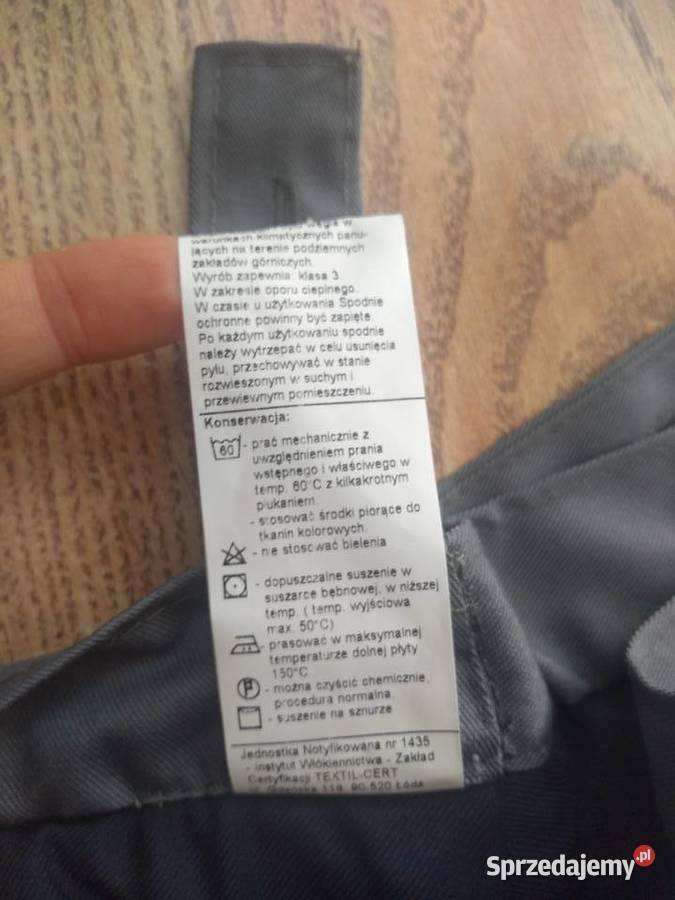 warunkach klimatycznych panu-
jących na terenie podziemnych
zakładów górniczych.
Wyrób zapewnia: klasa 3.
W zakresie oporu cieplnego.
W czasie u użytkowania Spodnie
ochronne powinny być zapięte.
Po każdym użytkowaniu spodnie
należy wytrzepać w celu usunięcia
pyłu, przechowywać w stanie
rozwieszonym w suchym i
przewiewnym pomieszczeniu.
Konserwacja:
60 - prać mechanicznie z
uwzględnieniem prania
wstępnego i właściwego w
temp. 60°C z kilkakrotnym
płukaniem.
- stosować środki piorące do
tkanin kolorowych.
- nie stosować bielenia
- dopuszczalne suszenie w
suszarce bębnowej, w niższej
temp. ( temp. wyjściowa
max. 50°C)
- prasować w maksymalnej
temperaturze dolnej płyty
150°C
P - można czyścić chemicznie,
procedura normalna.
- suszenie na sznurze
Jednostka Notyfikowana nr 1435
- Instytut Włókiennictwa - Zakład
Certyfikacji TEXTIL-CERT
118, 90-520 Łódź
Sprzedajemy.pl